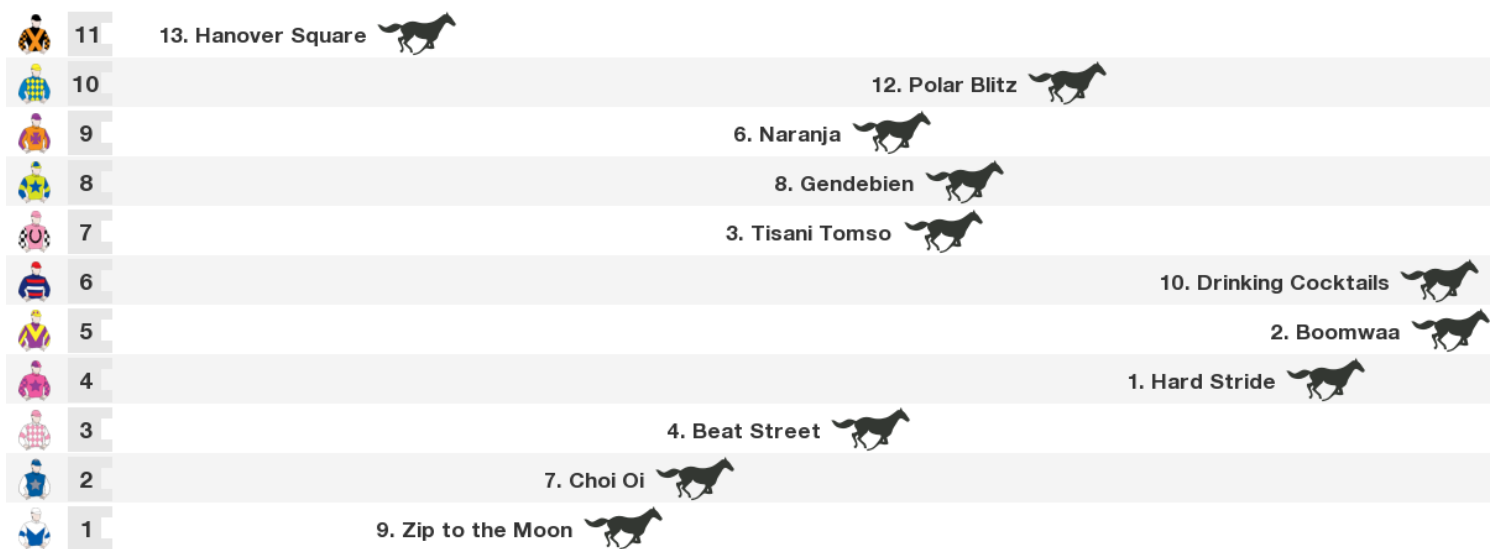 11 13. Hanover Square
10 12. Polar Blitz
9 6. Naranja
8 8. Gendebien
7 3. Tisani Tomso
6 10. Drinking Cocktails
5 2. Boomwaa
4 1. Hard Stride
3 4. Beat Street
2 7. Choi Oi
1 9. Zip to the Moon